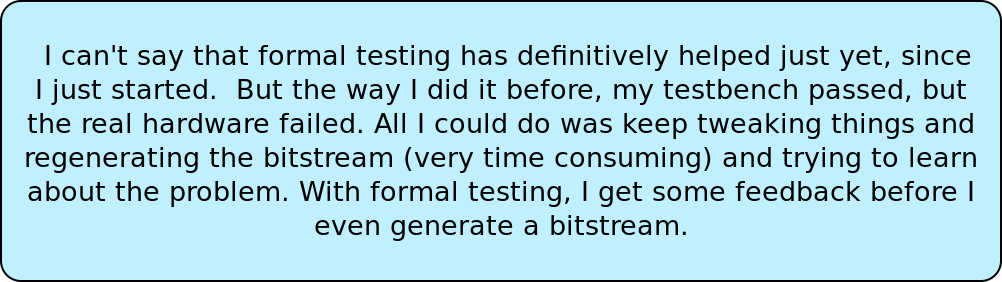 I can't say that formal testing has definitively helped just yet, since
I just started.  But the way I did it before, my testbench passed, but
the real hardware failed. All I could do was keep tweaking things and
regenerating the bitstream (very time consuming) and trying to learn
about the problem. With formal testing, I get some feedback before I
even generate a bitstream.